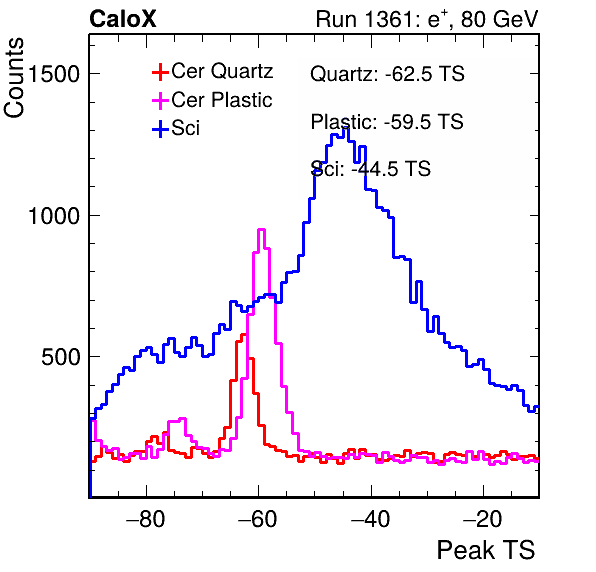 CaloX
Run 1361: e+, 80 GeV
Counts
1500
1000
500
Cer Quartz
Cer Plastic
Sci
Quartz: -62.5 TS
Plastic: -59.5 TS
Sci: -44.5 TS
−80
−60
−40
−20
Peak TS